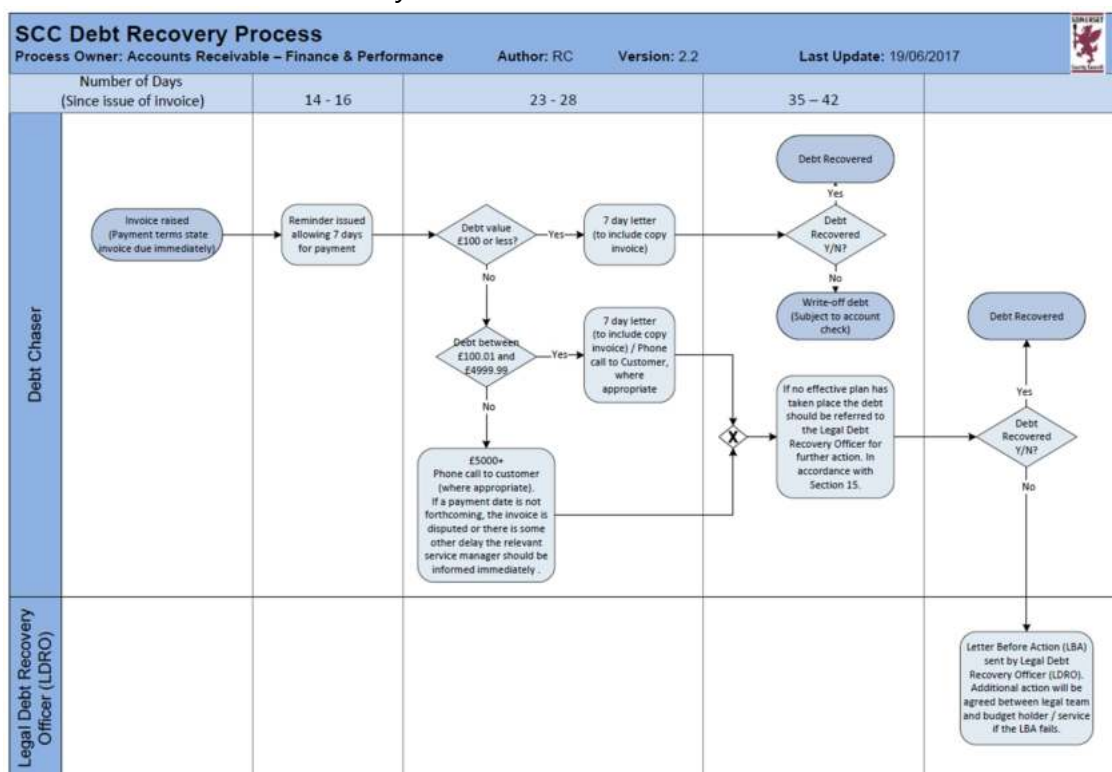 SCC Debt Recovery Process
Process Owner: Accounts Receivable – Finance & Performance Author: RC Version: 2.2 Last Update: 19/06/2017
SOMERSET
County Council
Number of Days
(Since issue of invoice)
14 - 16
23 - 28
35 – 42
Debt Chaser
Invoice raised
(Payment terms state
invoice due immediately)
Reminder issued
allowing 7 days
for payment
Debt value
£100 or less?
Yes
7 day letter
(to include copy
invoice)
Debt Recovered
Yes
Debt
Recovered
Y/N?
No
Write-off debt
(Subject to account
check)
No
Debt between
£100.01 and
£4999.99
Yes
7 day letter
(to include copy
invoice) / Phone
call to Customer,
where
appropriate
No
£5000+
Phone call to customer
(where appropriate).
If a payment date is not
forthcoming, the invoice is
disputed or there is some
other delay the relevant
service manager should be
informed immediately .
X
If no effective plan has
taken place the debt
should be referred to
the Legal Debt
Recovery Officer for
further action. In
accordance with
Section 15.
Debt Recovered
Yes
Debt
Recovered
Y/N?
No
Legal Debt Recovery
Officer (LDRO)
Letter Before Action (LBA)
sent by Legal Debt
Recovery Officer (LDRO).
Additional action will be
agreed between legal team
and budget holder / service
if the LBA fails.